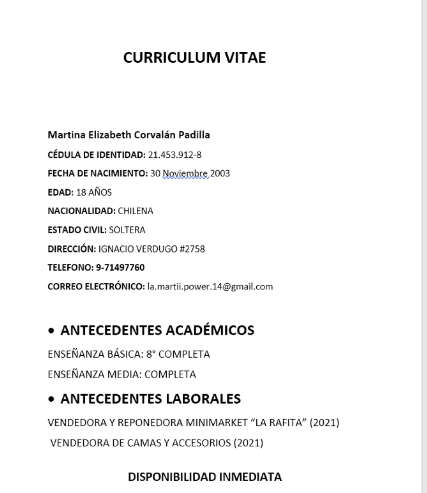 CURRICULUM VITAE
Martina Elizabeth Corvalán Padilla
CÉDULA DE IDENTIDAD: 21.453.912-8
FECHA DE NACIMIENTO: 30 Noviembre 2003
EDAD: 18 AÑOS
NACIONALIDAD: CHILENA
ESTADO CIVIL: SOLTERA
DIRECCIÓN: IGNACIO VERDUGO #2758
TELEFONO: 9-71497760
CORREO ELECTRÓNICO: la.martii.power.14@gmail.com
• ANTECEDENTES ACADÉMICOS
ENSEÑANZA BÁSICA: 8° COMPLETA
ENSEÑANZA MEDIA: COMPLETA
• ANTECEDENTES LABORALES
VENDEDORA Y REPONEDORA MINIMARKET “LA RAFITA” (2021)
VENDEDORA DE CAMAS Y ACCESORIOS (2021)
DISPONIBILIDAD INMEDIATA